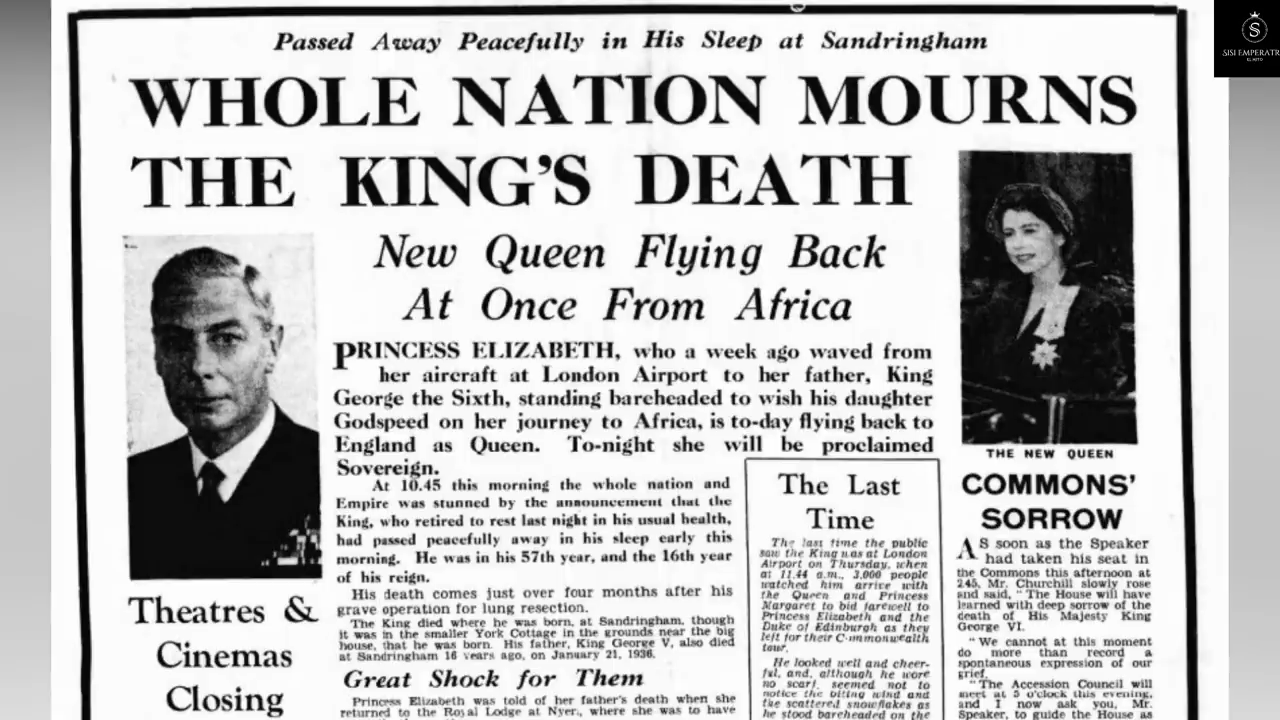 Passed Away Peacefully in His Sleep at Sandringham
WHOLE NATION MOURNS
THE KING'S DEATH
New Queen Flying Back
At Once From Africa
PRINCESS ELIZABETH, who a week ago waved from
her aircraft at London Airport to her father, King
George the Sixth, standing bareheaded to wish his daughter
Godspeed on her journey to Africa, is to-day flying back to
England as Queen. To-night she will be proclaimed
Sovereign.
At 10.45 this morning the whole nation and
Empire was stunned by the announcement that the
King, who retired to rest last night in his usual health,
had passed peacefully away in his sleep early this
morning. He was in his 57th year, and the 16th year
of his reign.
His death comes just over four months after his
grave operation for lung resection.
The King died where he was born, at Sandringham, though
it was in the smaller York Cottage in the grounds near the big
house, that he was born. His father, King George V, also died
at Sandringham 16 years ago, on January 21, 1936.
Great Shock for Them
Princess Elizabeth was told of her father's death when she
returned to the Royal Lodge at Nyer, where she was to have
Theatres &
Cinemas
Closing
The Last
Time
The last time the public
saw the King was at London
Airport on Thursday, when
at 11.44 a.m., 3,000 people
watched him arrive with
the Queen and Princess
Margaret to bid farewell to
Princess Elizabeth and the
Duke of Edinburgh as they
left for their Commonwealth
tour.
He looked well and cheer-
ful, and, although he wore
no scarf, seemed not to
notice the biting wind and
the scattered snowflakes as
he stood bareheaded on the
THE NEW QUEEN
COMMONS'
SORROW
AS soon as the Speaker
had taken his seat in
the Commons this afternoon at
2.45, Mr. Churchill slowly rose
and said, "The House will have
learned with deep sorrow of the
death of His Majesty King
George VI.
"We cannot at this moment
do more than record a
spontaneous expression of our
grief.
"The Accession Council will
meet at 5 o'clock this evening,
and I now ask you, Mr.
Speaker, to guide the House as
S
SISI EMPERATR